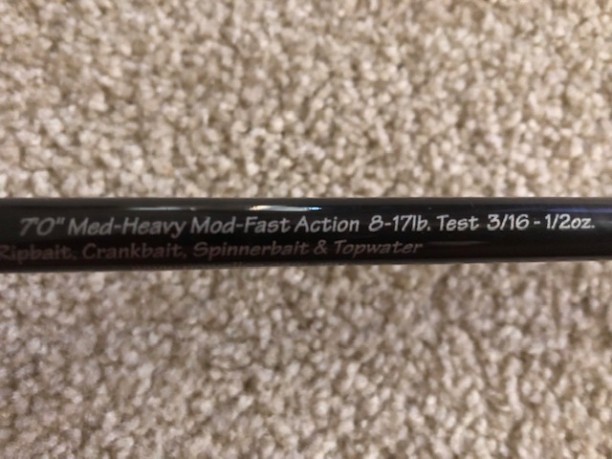 7'0" Med-Heavy Mod-Fast Action 8-17lb. Test 3/16 - 1/2oz.
Ripbait, Crankbait, Spinnerbait & Topwater